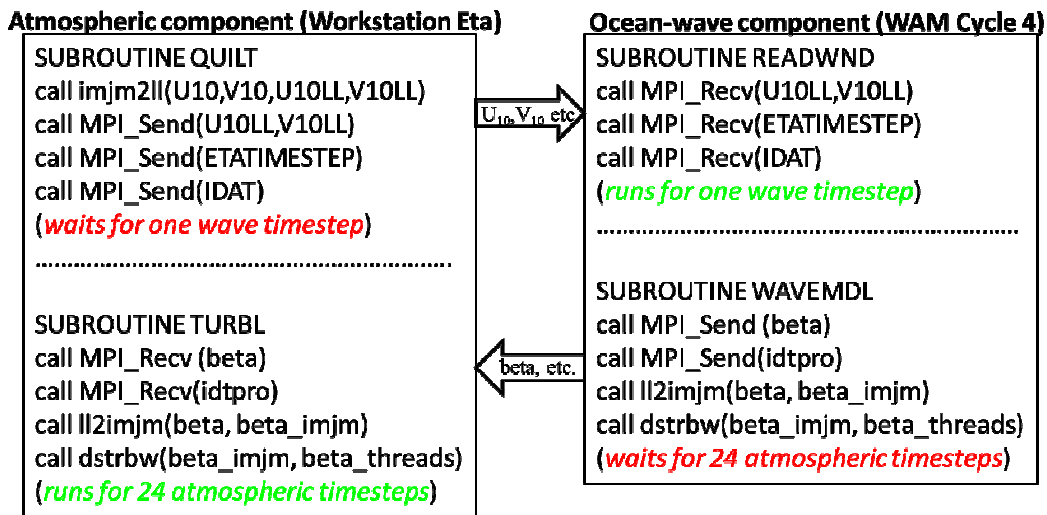 Atmospheric component (Workstation Eta)
SUBROUTINE QUILT
call imjm2ll(U10,V10,U10LL,V10LL)
call MPI_Send(U10LL,V10LL)
call MPI_Send(ETATIMESTEP)
call MPI_Send(IDAT)
(waits for one wave timestep)
................................................................
SUBROUTINE TURBL
call MPI_Recv (beta)
call MPI_Recv(idtpro)
call ll2imjm(beta, beta_imjm)
call dstrbw(beta_imjm, beta_threads)
(runs for 24 atmospheric timesteps)
U10,V10 etc
beta, etc.
Ocean-wave component (WAM Cycle 4)
SUBROUTINE READWND
call MPI_Recv(U10LL,V10LL)
call MPI_Recv(ETATIMESTEP)
call MPI_Recv(IDAT)
(runs for one wave timestep)
................................................................
SUBROUTINE WAVEMDL
call MPI_Send (beta)
call MPI_Send(idtpro)
call ll2imjm(beta, beta_imjm)
call dstrbw(beta_imjm, beta_threads)
(waits for 24 atmospheric timesteps)